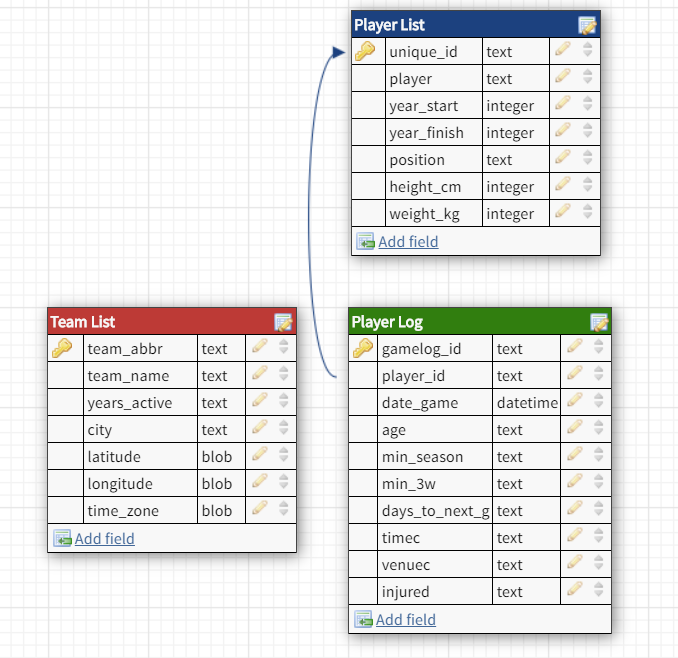 Player List
unique_id text
player text
year_start integer
year_finish integer
position text
height_cm integer
weight_kg integer
Add field
Team List
team_abbr text
team_name text
years_active text
city text
latitude blob
longitude blob
time_zone blob
Add field
Player Log
gamelog_id text
player_id text
date_game datetime
age text
min_season text
min_3w text
days_to_next_g text
timec text
venuec text
injured text
Add field